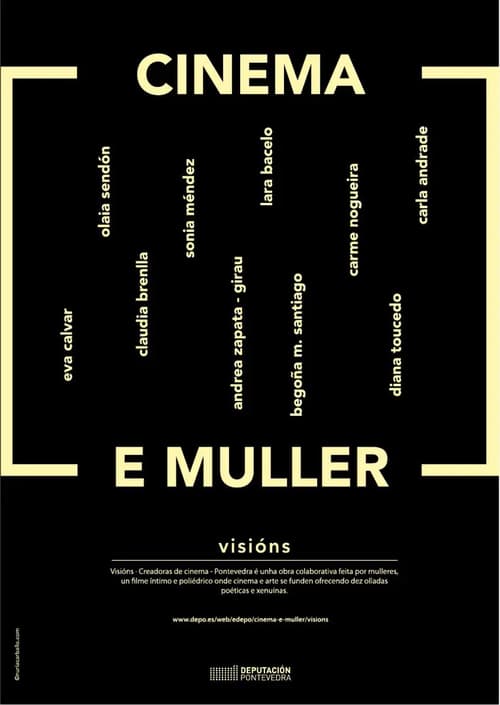 CINEMA
eva calvar
olaia sendón
claudia brenlla
sonia méndez
andrea zapata - girau
lara bacelo
begoña m. santiago
carme nogueira
diana toucedo
carla andrade
E MULLER
visións
Visións - Creadoras de cinema - Pontevedra é unha obra colaborativa feita por mulleres,
un filme íntimo e poliédrico onde cinema e arte se funden ofrecendo dez olladas
poéticas e xenuínas.
www.depo.es/web/edepo/cinema-e-muller/visions
©nuriacarballo.com
DEPUTACIÓN
PONTEVEDRA